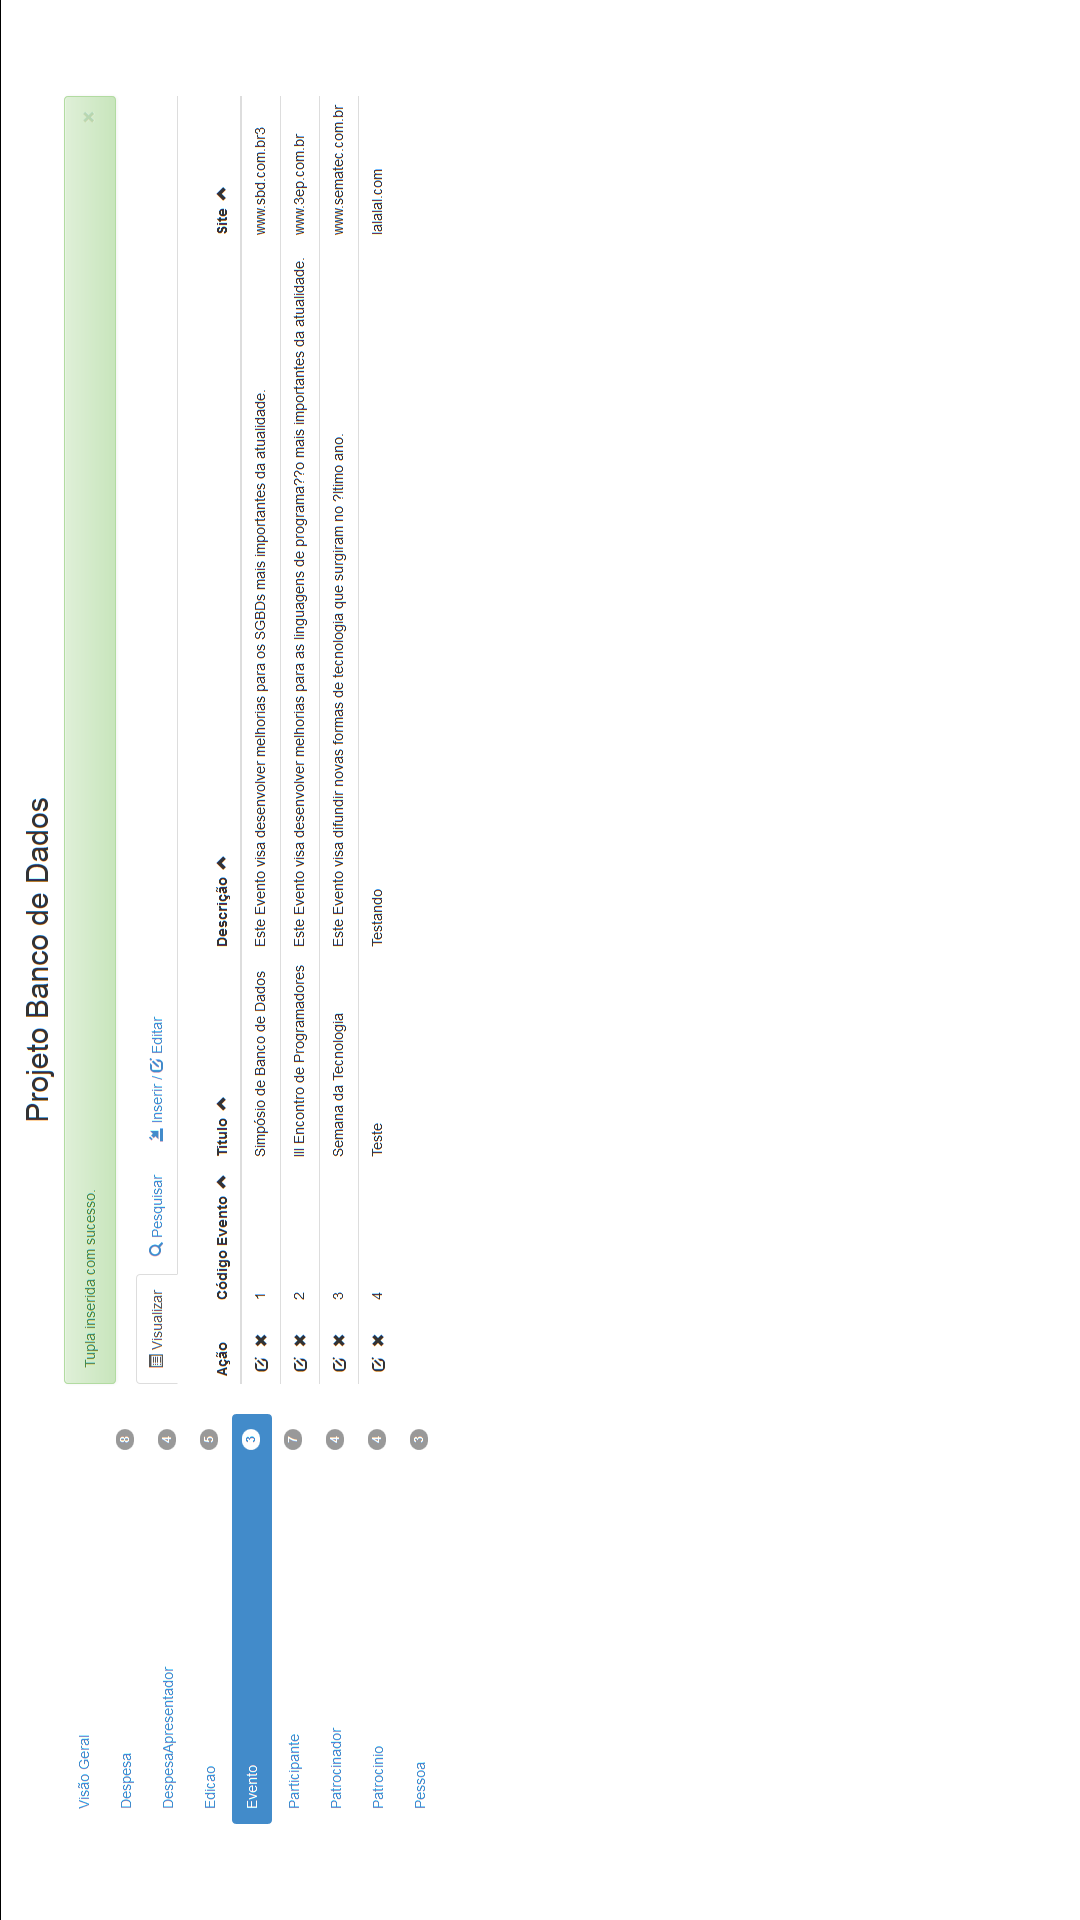 Projeto Banco de Dados
Tupla inserida com sucesso. ×
Visão Geral
Despesa 8
DespesaApresentador 4
Edicao 5
Evento 3
Participante 7
Patrocinador 4
Patrocinio 4
Pessoa 3
Visualizar Pesquisar Inserir / Editar
Ação Código Evento Titulo Descrição Site
1 Simpósio de Banco de Dados Este Evento visa desenvolver melhorias para os SGBDs mais importantes da atualidade. www.sbd.com.br3
2 III Encontro de Programadores Este Evento visa desenvolver melhorias para as linguagens de programa??o mais importantes da atualidade. www.3ep.com.br
3 Semana da Tecnologia Este Evento visa difundir novas formas de tecnologia que surgiram no ?ltimo ano. www.sematec.com.br
4 Teste Testando lalalal.com